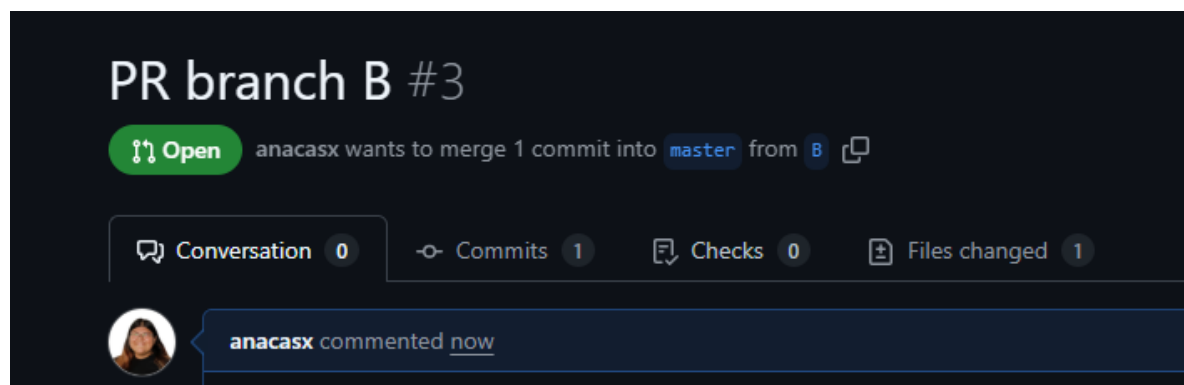 PR branch B #3
Open anacasx wants to merge 1 commit into master from B
Conversation 0 Commits 1 Checks 0 Files changed 1
anacasx commented now